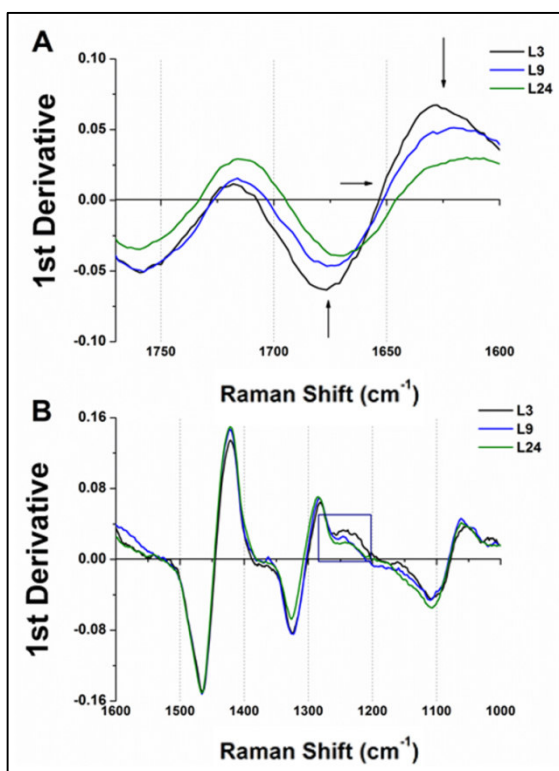 A
L3
L9
L24
0.10
0.05
0.00
-0.05
-0.10
1st Derivative
1750 1700 1650 1600
Raman Shift (cm-1)
B
L3
L9
L24
0.16
0.08
0.00
-0.08
-0.16
1st Derivative
1600 1500 1400 1300 1200 1100 1000
Raman Shift (cm-1)